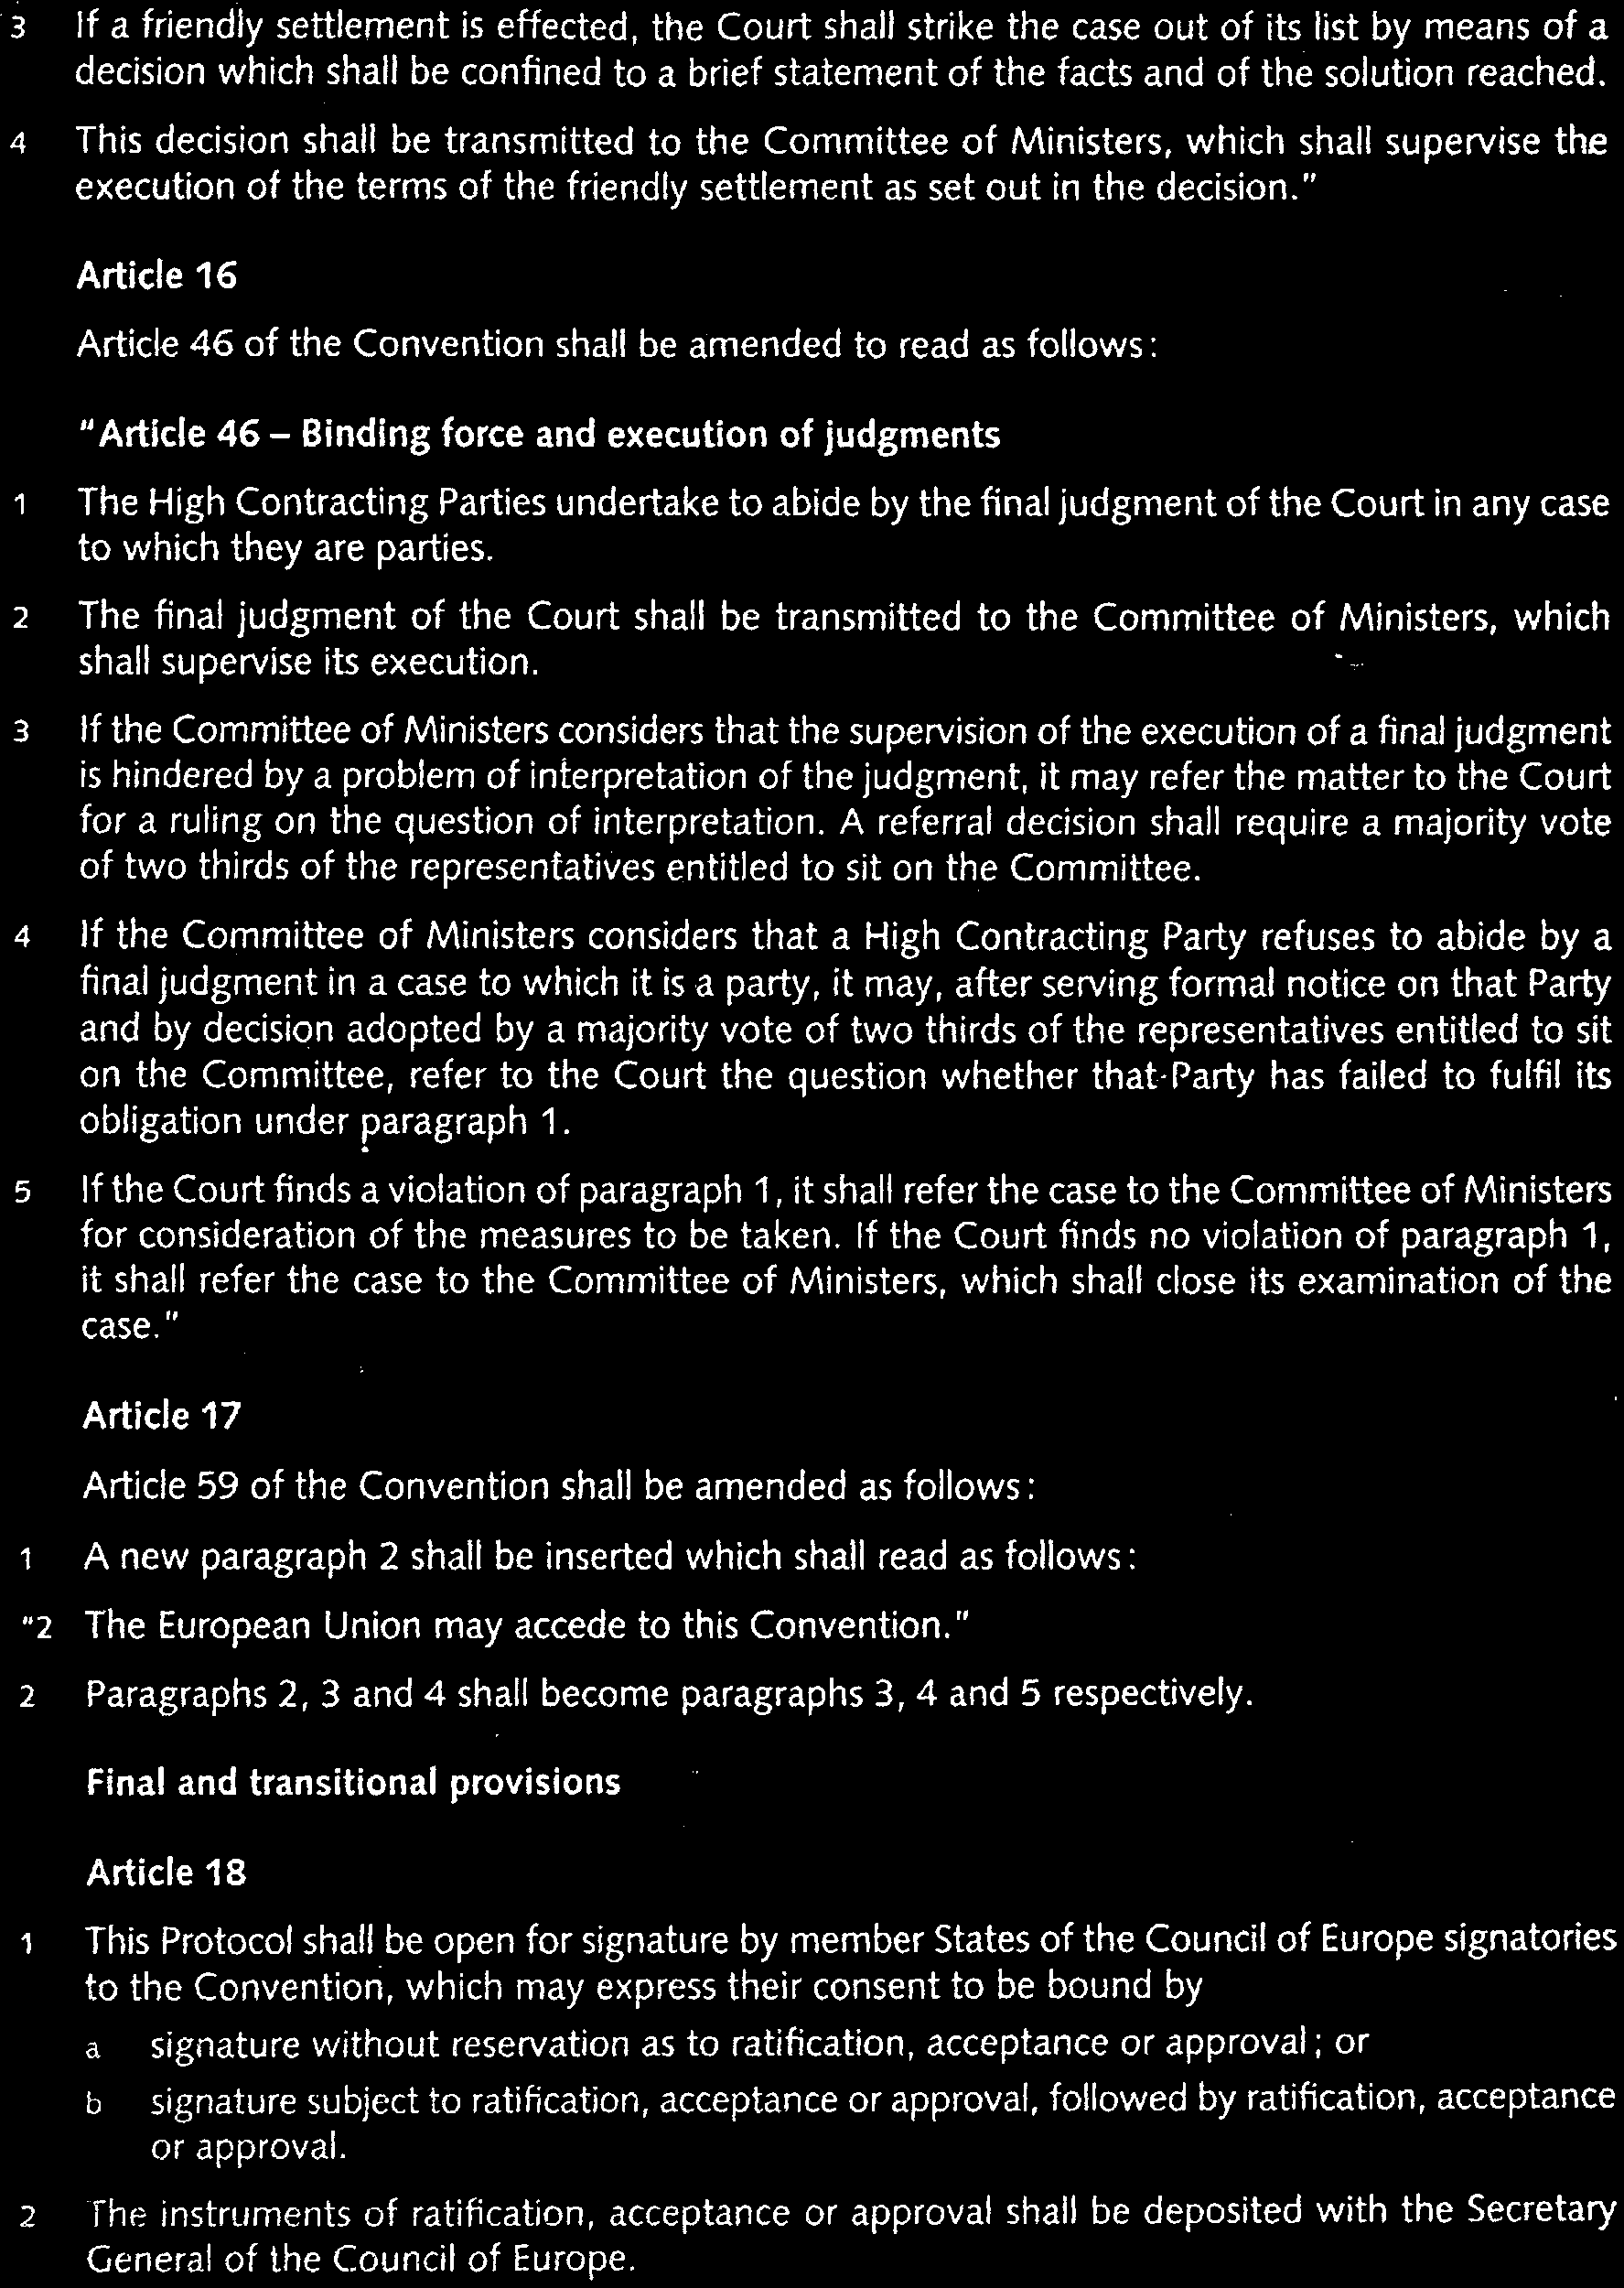 3 If a friendly settlement is effected, the Court shall strike the case out of its list by means of a
decision which shall be confined to a brief statement of the facts and of the solution reached.
4 This decision shall be transmitted to the Committee of Ministers, which shall supervise the
execution of the terms of the friendly settlement as set out in the decision."
Article 16
Article 46 of the Convention shall be amended to read as follows:
"Article 46 – Binding force and execution of judgments
1 The High Contracting Parties undertake to abide by the final judgment of the Court in any case
to which they are parties.
2 The final judgment of the Court shall be transmitted to the Committee of Ministers, which
shall supervise its execution.
3 If the Committee of Ministers considers that the supervision of the execution of a final judgment
is hindered by a problem of interpretation of the judgment, it may refer the matter to the Court
for a ruling on the question of interpretation. A referral decision shall require a majority vote
of two thirds of the representatives entitled to sit on the Committee.
4 If the Committee of Ministers considers that a High Contracting Party refuses to abide by a
final judgment in a case to which it is a party, it may, after serving formal notice on that Party
and by decision adopted by a majority vote of two thirds of the representatives entitled to sit
on the Committee, refer to the Court the question whether that Party has failed to fulfil its
obligation under paragraph 1.
5 If the Court finds a violation of paragraph 1, it shall refer the case to the Committee of Ministers
for consideration of the measures to be taken. If the Court finds no violation of paragraph 1,
it shall refer the case to the Committee of Ministers, which shall close its examination of the
case."
Article 17
Article 59 of the Convention shall be amended as follows:
1 A new paragraph 2 shall be inserted which shall read as follows:
"2 The European Union may accede to this Convention."
2 Paragraphs 2, 3 and 4 shall become paragraphs 3, 4 and 5 respectively.
Final and transitional provisions
Article 18
1 This Protocol shall be open for signature by member States of the Council of Europe signatories
to the Convention, which may express their consent to be bound by
a signature without reservation as to ratification, acceptance or approval; or
b signature subject to ratification, acceptance or approval, followed by ratification, acceptance
or approval.
2 The instruments of ratification, acceptance or approval shall be deposited with the Secretary
General of the Council of Europe.